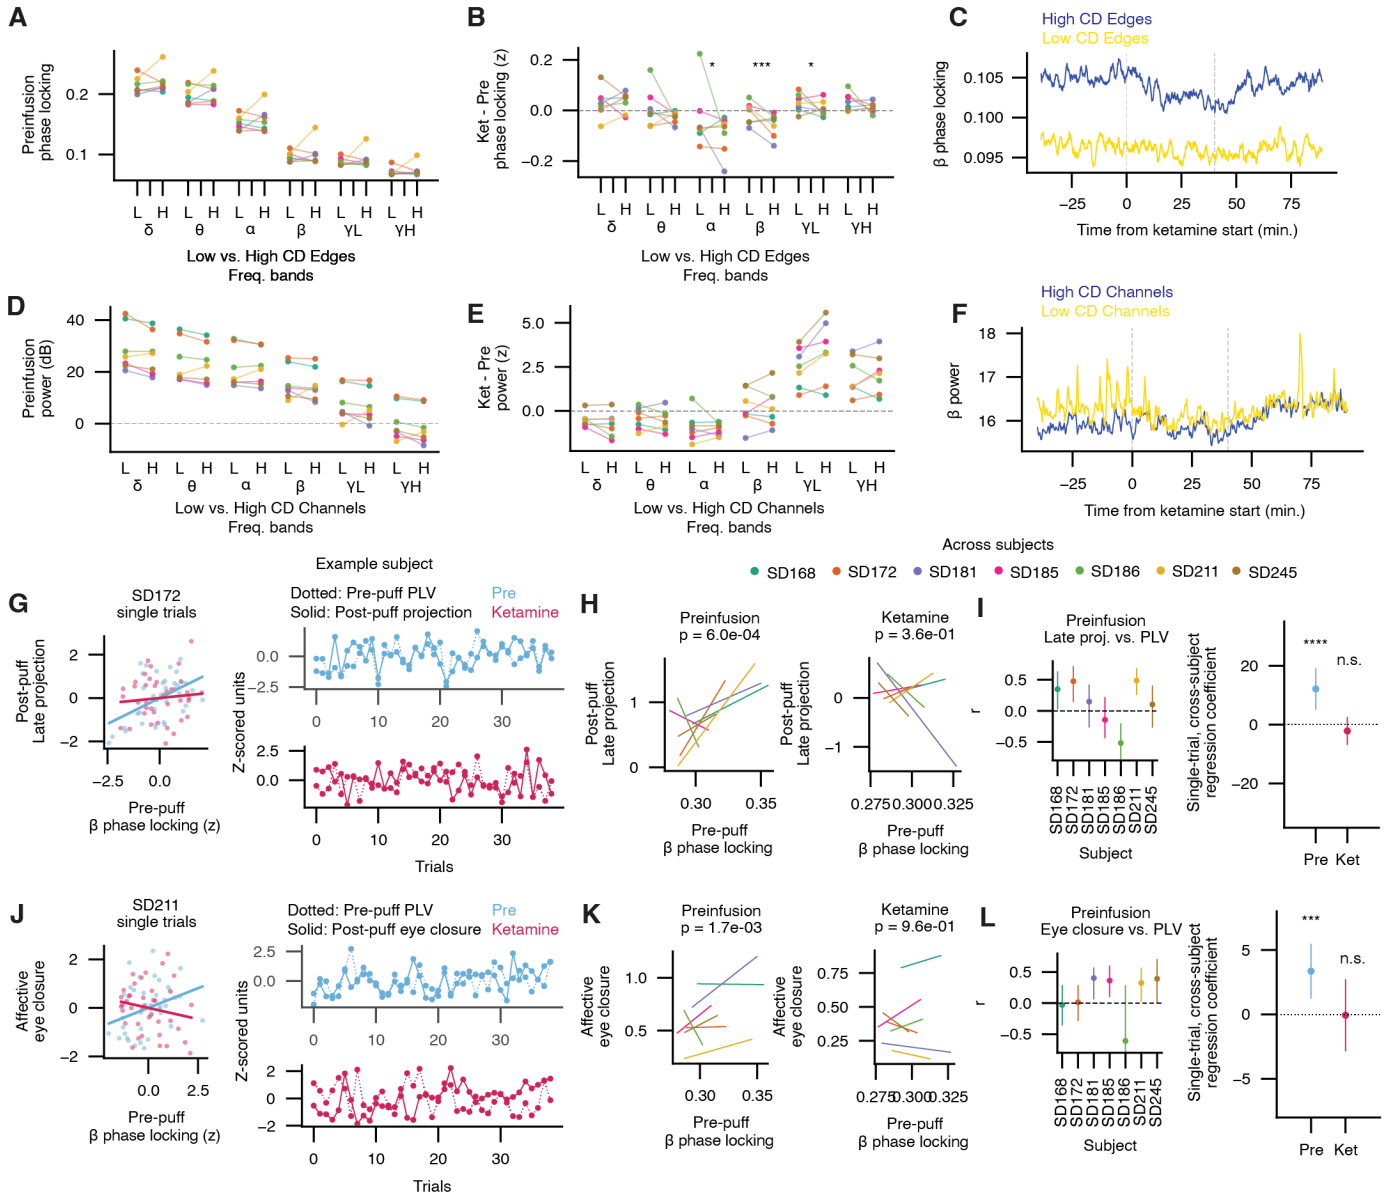 A
Preinfusion
phase locking
0.2
0.1
L H L H L H L H L H L H
δ θ α β γL γH
Low vs. High CD Edges
Freq. bands
B
Ket - Pre
phase locking (z)
0.2
0.0
−0.2
* *** *
L H L H L H L H L H L H
δ θ α β γL γH
Low vs. High CD Edges
Freq. bands
C
High CD Edges
Low CD Edges
β phase locking
0.105
0.100
0.095
−25 0 25 50 75
Time from ketamine start (min.)
D
Preinfusion
power (dB)
40
20
0
L H L H L H L H L H L H
δ θ α β γL γH
Low vs. High CD Channels
Freq. bands
E
Ket - Pre
power (z)
5.0
2.5
0.0
L H L H L H L H L H L H
δ θ α β γL γH
Low vs. High CD Channels
Freq. bands
F
High CD Channels
Low CD Channels
β power
18
17
16
−25 0 25 50 75
Time from ketamine start (min.)
Across subjects
SD168 SD172 SD181 SD185 SD186 SD211 SD245
G
SD172
single trials
Post-puff
Late projection
2
0
−2
−2.5 0.0
Pre-puff
β phase locking (z)
Example subject
Dotted: Pre-puff PLV
Solid: Post-puff projection
Pre
Ketamine
Z-scored units
0.0
−2.5
0 10 20 30
2.5
0.0
0 10 20 30
Trials
H
Preinfusion
p = 6.0e-04
Post-puff
Late projection
1
0
0.30 0.35
Pre-puff
β phase locking
Ketamine
p = 3.6e-01
Post-puff
Late projection
0
−1
0.275 0.300 0.325
Pre-puff
β phase locking
I
Preinfusion
Late proj. vs. PLV
r
0.5
0.0
−0.5
SD168 SD172 SD181 SD185 SD186 SD211 SD245
Subject
Single-trial, cross-subject
regression coefficient
20
0
−20
****
n.s.
Pre Ket
J
SD211
single trials
Affective
eye closure
2
0
−2
0.0 2.5
Pre-puff
β phase locking (z)
Dotted: Pre-puff PLV
Solid: Post-puff eye closure
Pre
Ketamine
Z-scored units
2.5
0.0
0 10 20 30
2
0
−2
0 10 20 30
Trials
K
Preinfusion
p = 1.7e-03
Affective
eye closure
1.0
0.5
0.30 0.35
Pre-puff
β phase locking
Ketamine
p = 9.6e-01
Affective
eye closure
0.75
0.50
0.25
0.275 0.300 0.325
Pre-puff
β phase locking
L
Preinfusion
Eye closure vs. PLV
r
0.5
0.0
−0.5
SD168 SD172 SD181 SD185 SD186 SD211 SD245
Subject
Single-trial, cross-subject
regression coefficient
5
0
−5
***
n.s.
Pre Ket